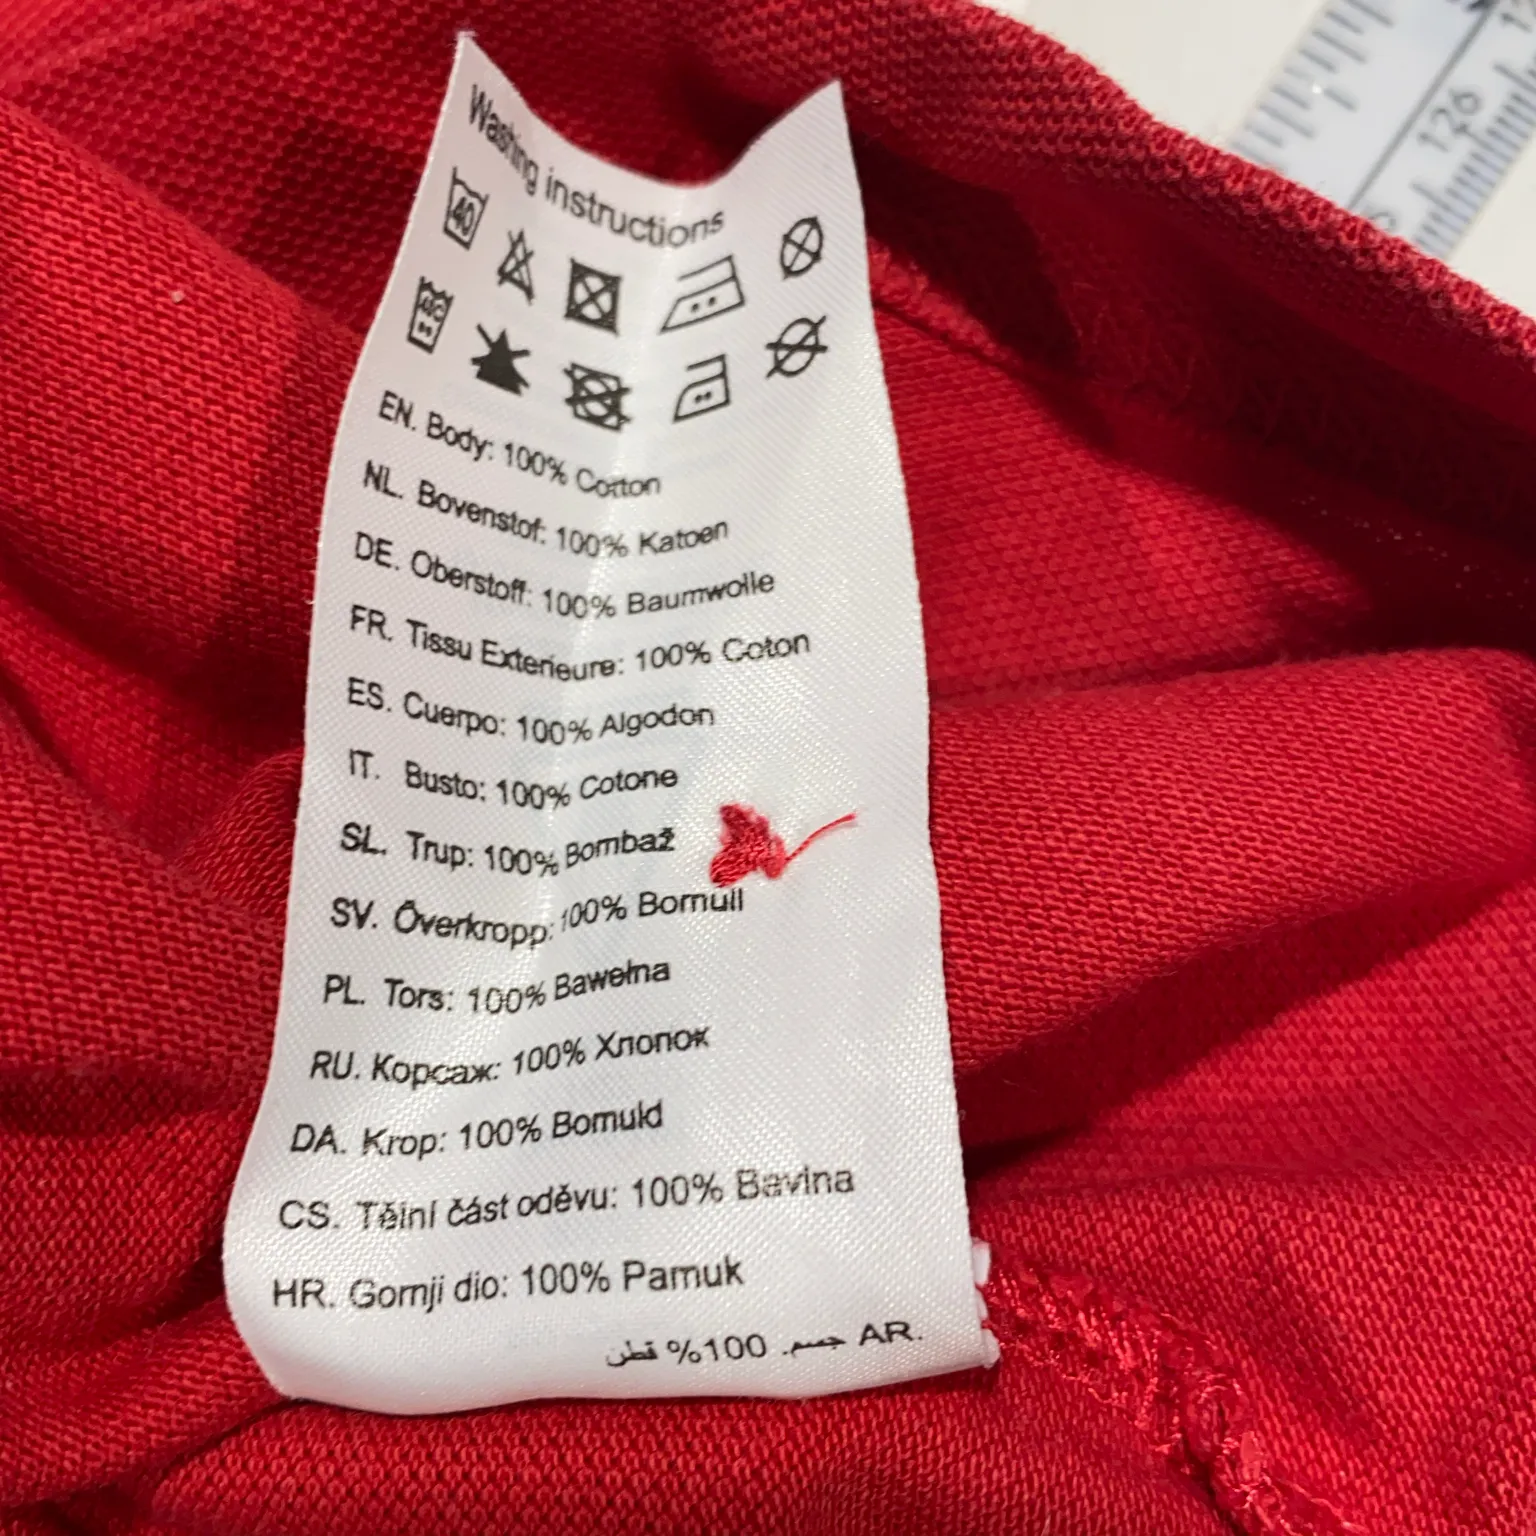 Washing instructions
40
40
EN. Body: 100% Cotton
NL. Bovenstof: 100% Katoen
DE. Oberstoff: 100% Baumwolle
FR. Tissu Exterieure: 100% Coton
ES. Cuerpo: 100% Algodon
IT. Busto: 100% Cotone
SL. Trup: 100% Bombaž
SV. Överkropp: 100% Bomull
PL. Tors: 100% Bawełna
RU. Корсаж: 100% Хлопок
DA. Krop: 100% Bomuld
CS. Tělní část oděvu: 100% Bavlna
HR. Gornji dio: 100% Pamuk
AR. جسم. 100% قطن
126